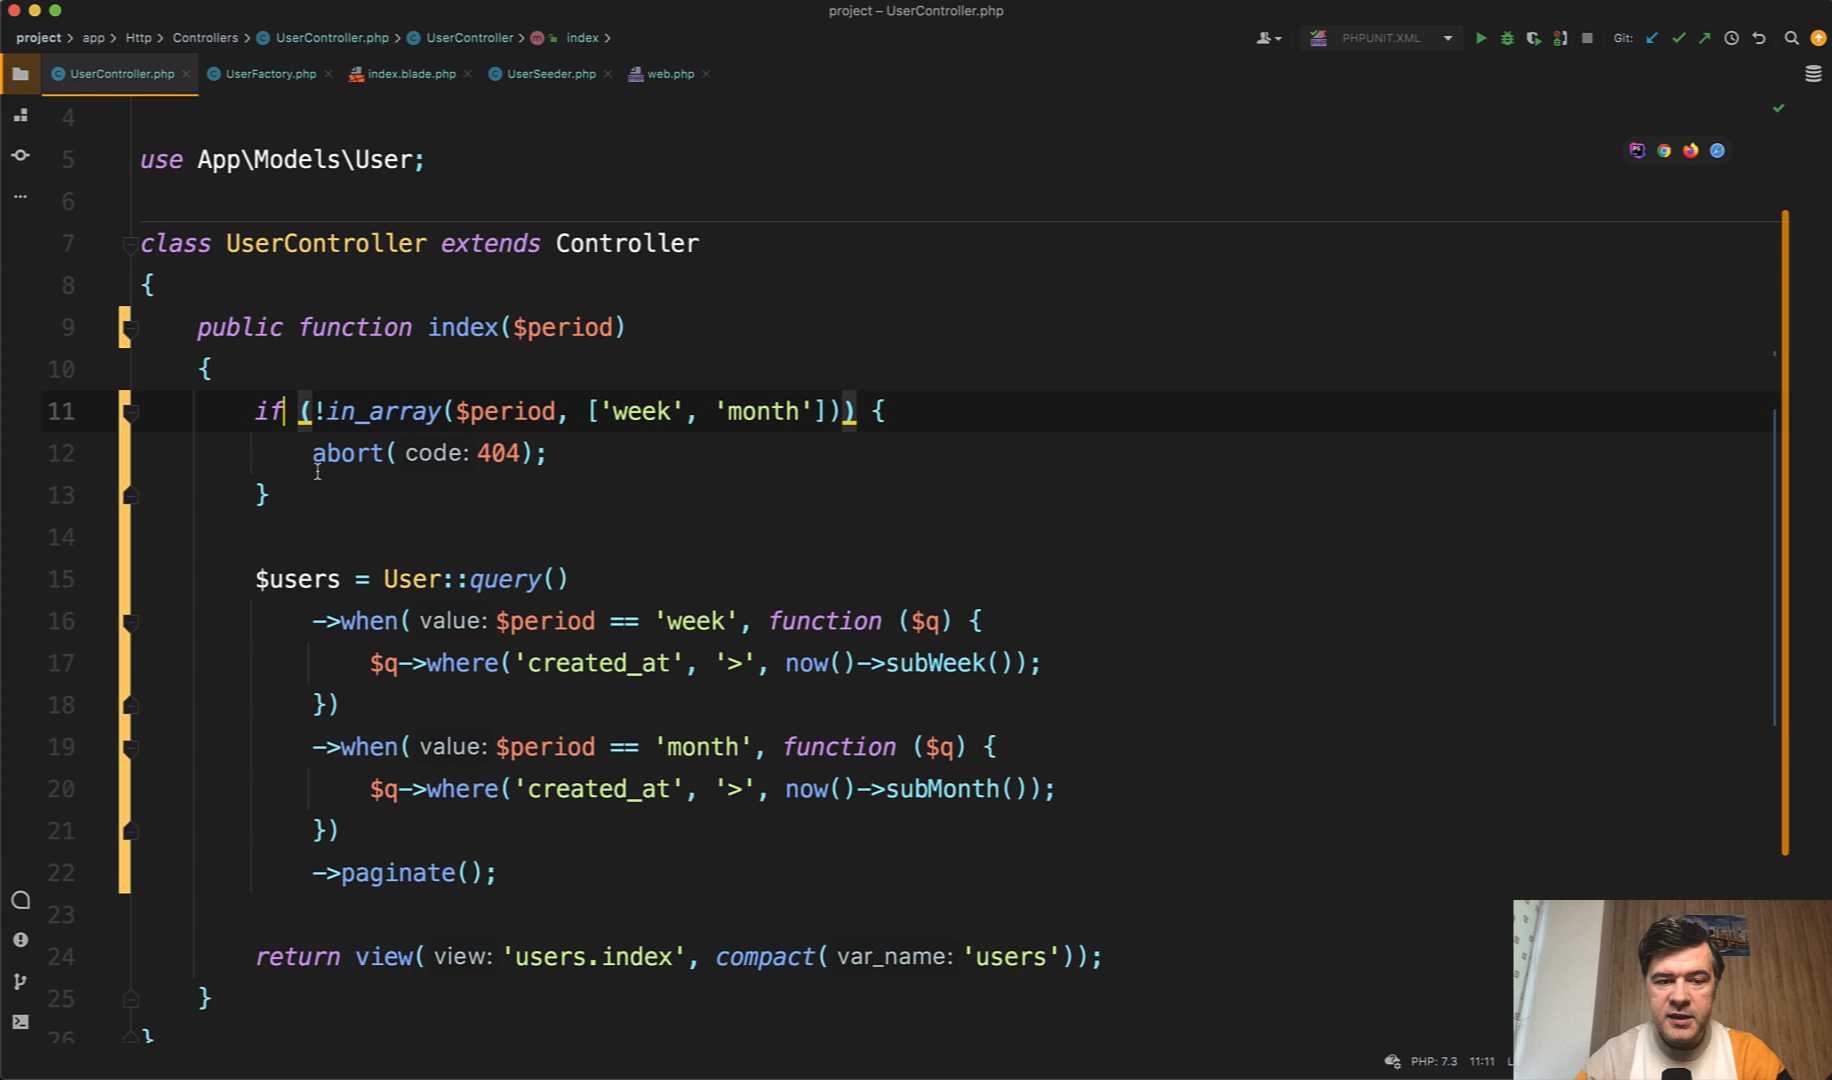 project – UserController.php
project > app > Http > Controllers > UserController.php > UserController > m index >
PHPUNIT.XML Git:
UserController.php UserFactory.php index.blade.php UserSeeder.php web.php
4
5 use App\Models\User;
6
7 class UserController extends Controller
8 {
9 public function index($period)
10 {
11 if (!in_array($period, ['week', 'month'])) {
12 abort( code: 404);
13 }
14
15 $users = User::query()
16 ->when( value: $period == 'week', function ($q) {
17 $q->where('created_at', '>', now()->subWeek());
18 })
19 ->when( value: $period == 'month', function ($q) {
20 $q->where('created_at', '>', now()->subMonth());
21 })
22 ->paginate();
23
24 return view( view: 'users.index', compact( var_name: 'users'));
25 }
26 }
PHP: 7.3 11:11